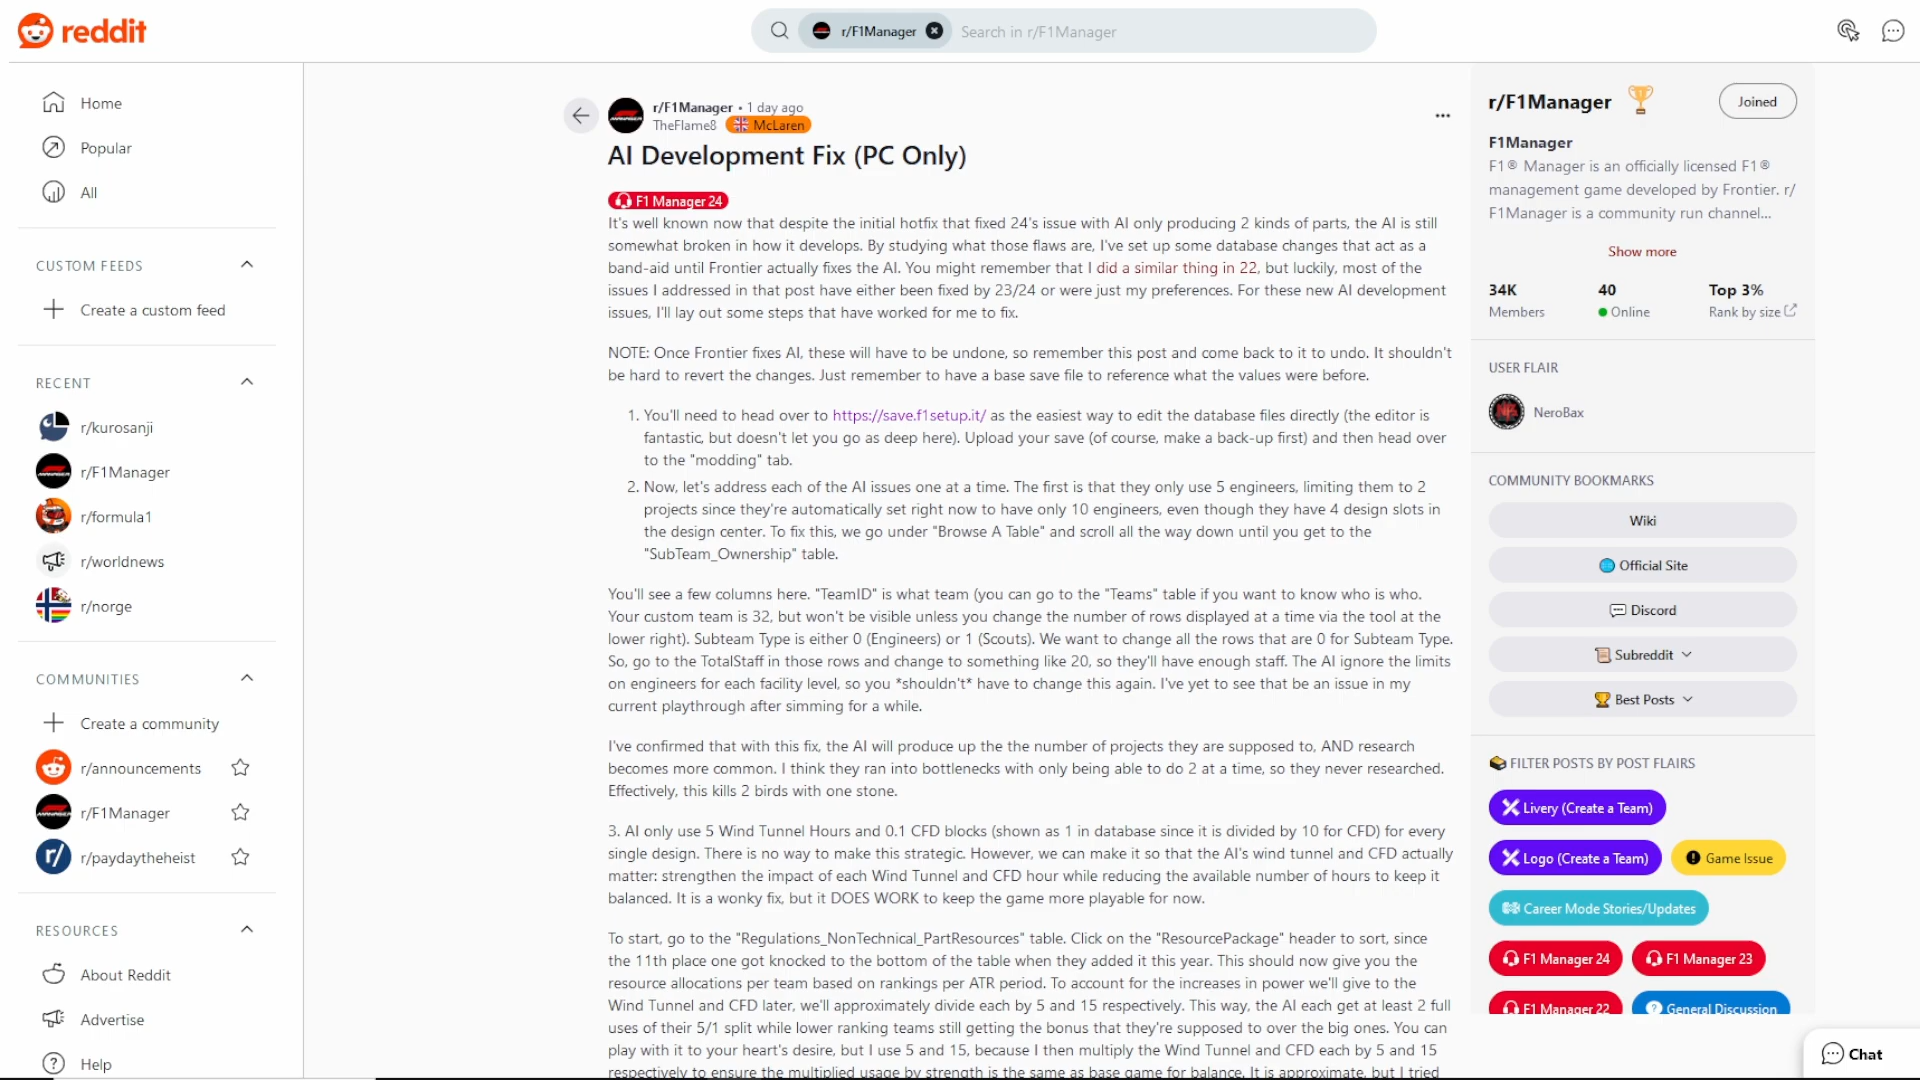 reddit
r/F1Manager
Search in r/F1Manager
Home
Popular
All
CUSTOM FEEDS
Create a custom feed
RECENT
r/kurosanji
r/F1Manager
r/formula1
r/worldnews
r/norge
COMMUNITIES
Create a community
r/announcements
r/F1Manager
r/paydaytheheist
RESOURCES
About Reddit
Advertise
Help
r/F1Manager • 1 day ago
TheFlame8 McLaren
AI Development Fix (PC Only)
F1 Manager 24
It's well known now that despite the initial hotfix that fixed 24's issue with AI only producing 2 kinds of parts, the AI is still
somewhat broken in how it develops. By studying what those flaws are, I've set up some database changes that act as a
band-aid until Frontier actually fixes the AI. You might remember that I did a similar thing in 22, but luckily, most of the
issues I addressed in that post have either been fixed by 23/24 or were just my preferences. For these new AI development
issues, I'll lay out some steps that have worked for me to fix.
NOTE: Once Frontier fixes AI, these will have to be undone, so remember this post and come back to it to undo. It shouldn't
be hard to revert the changes. Just remember to have a base save file to reference what the values were before.
1. You'll need to head over to https://save.f1setup.it/ as the easiest way to edit the database files directly (the editor is
fantastic, but doesn't let you go as deep here). Upload your save (of course, make a back-up first) and then head over
to the "modding" tab.
2. Now, let's address each of the AI issues one at a time. The first is that they only use 5 engineers, limiting them to 2
projects since they're automatically set right now to have only 10 engineers, even though they have 4 design slots in
the design center. To fix this, we go under "Browse A Table" and scroll all the way down until you get to the
"SubTeam_Ownership" table.
You'll see a few columns here. "TeamID" is what team (you can go to the "Teams" table if you want to know who is who.
Your custom team is 32, but won't be visible unless you change the number of rows displayed at a time via the tool at the
lower right). Subteam Type is either 0 (Engineers) or 1 (Scouts). We want to change all the rows that are 0 for Subteam Type.
So, go to the TotalStaff in those rows and change to something like 20, so they'll have enough staff. The AI ignore the limits
on engineers for each facility level, so you *shouldn't* have to change this again. I've yet to see that be an issue in my
current playthrough after simming for a while.
I've confirmed that with this fix, the AI will produce up the the number of projects they are supposed to, AND research
becomes more common. I think they ran into bottlenecks with only being able to do 2 at a time, so they never researched.
Effectively, this kills 2 birds with one stone.
3. AI only use 5 Wind Tunnel Hours and 0.1 CFD blocks (shown as 1 in database since it is divided by 10 for CFD) for every
single design. There is no way to make this strategic. However, we can make it so that the AI's wind tunnel and CFD actually
matter: strengthen the impact of each Wind Tunnel and CFD hour while reducing the available number of hours to keep it
balanced. It is a wonky fix, but it DOES WORK to keep the game more playable for now.
To start, go to the "Regulations_NonTechnical_PartResources" table. Click on the "ResourcePackage" header to sort, since
the 11th place one got knocked to the bottom of the table when they added it this year. This should now give you the
resource allocations per team based on rankings per ATR period. To account for the increases in power we'll give to the
Wind Tunnel and CFD later, we'll approximately divide each by 5 and 15 respectively. This way, the AI each get at least 2 full
uses of their 5/1 split while lower ranking teams still getting the bonus that they're supposed to over the big ones. You can
play with it to your heart's desire, but I use 5 and 15, because I then multiply the Wind Tunnel and CFD each by 5 and 15
respectively to ensure the multiplied usage by strength is the same as base game for balance. It is approximate, but I tried
r/F1Manager
Joined
F1Manager
F1® Manager is an officially licensed F1®
management game developed by Frontier. r/
F1Manager is a community run channel...
Show more
34K 40 Top 3%
Members Online Rank by size
USER FLAIR
NeroBax
COMMUNITY BOOKMARKS
Wiki
Official Site
Discord
Subreddit
Best Posts
FILTER POSTS BY POST FLAIRS
Livery (Create a Team)
Logo (Create a Team) Game Issue
Career Mode Stories/Updates
F1 Manager 24 F1 Manager 23
F1 Manager 22 General Discussion
Chat